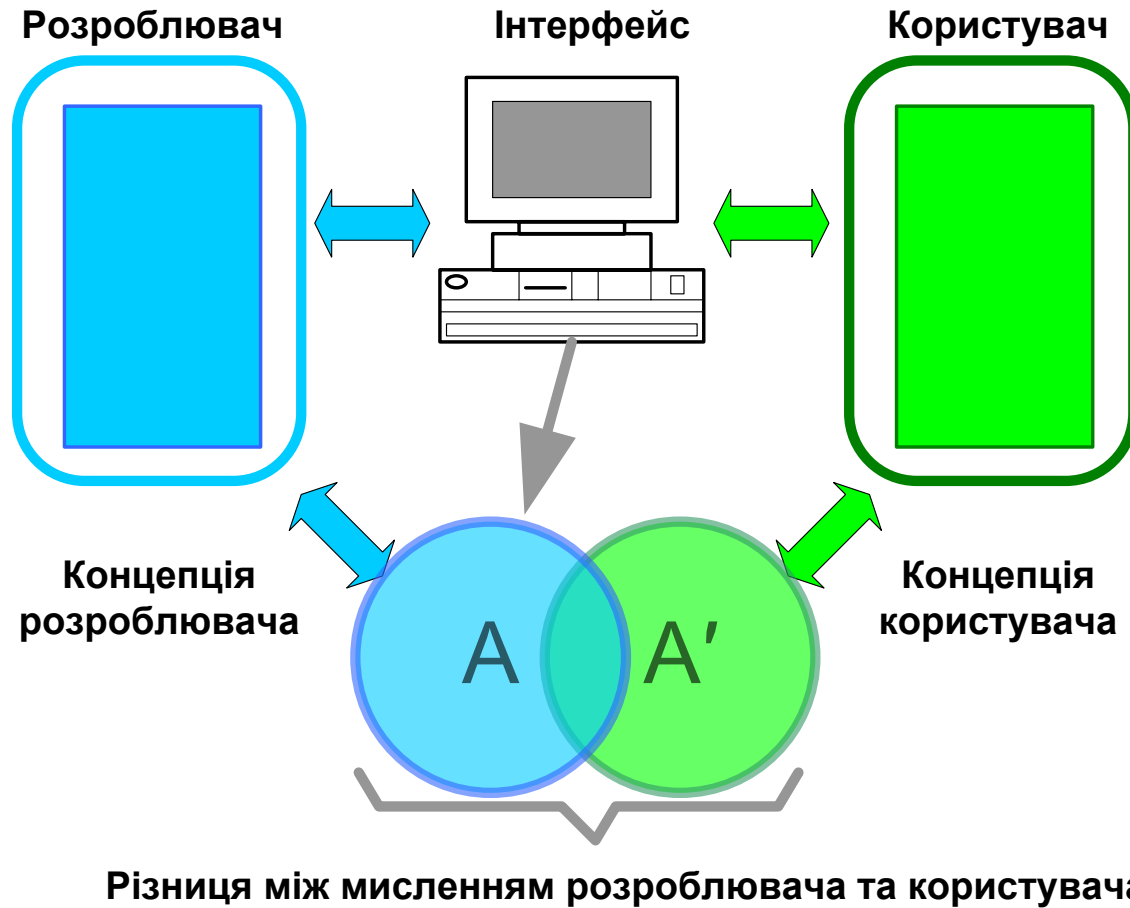 Розроблювач
Інтерфейс
Користувач
Концепція
розроблювача
Концепція
користувача
A
A′
Різниця між мисленням розроблювача та користувача